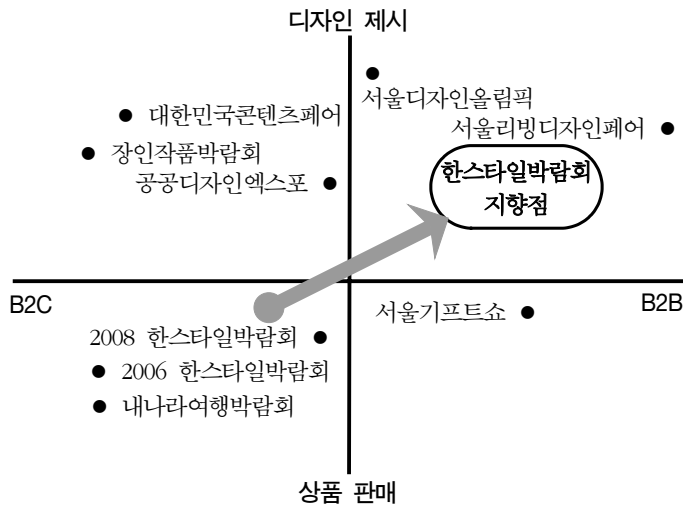 디자인 제시
서울디자인올림픽
대한민국콘텐츠페어
서울리빙디자인페어
장인작품박람회
공공디자인엑스포
한스타일박람회
지향점
B2C
B2B
서울기프트쇼
2008 한스타일박람회
2006 한스타일박람회
내나라여행박람회
상품 판매